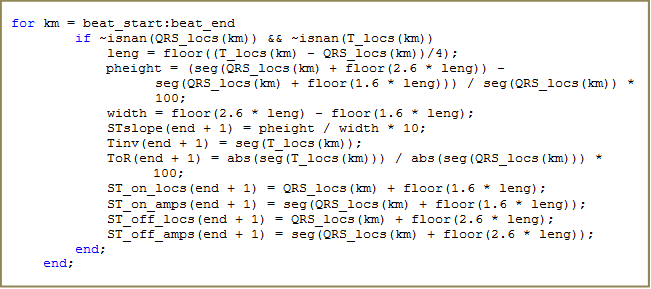 for km = beat_start:beat_end
if ~isnan(QRS_locs(km)) && ~isnan(T_locs(km))
leng = floor((T_locs(km) - QRS_locs(km))/4);
pheight = (seg(QRS_locs(km) + floor(2.6 * leng)) -
seg(QRS_locs(km) + floor(1.6 * leng))) / seg(QRS_locs(km)) *
100;
width = floor(2.6 * leng) - floor(1.6 * leng);
STslope(end + 1) = pheight / width * 10;
Tinv(end + 1) = seg(T_locs(km));
ToR(end + 1) = abs(seg(T_locs(km))) / abs(seg(QRS_locs(km))) *
100;
ST_on_locs(end + 1) = QRS_locs(km) + floor(1.6 * leng);
ST_on_amps(end + 1) = seg(QRS_locs(km) + floor(1.6 * leng));
ST_off_locs(end + 1) = QRS_locs(km) + floor(2.6 * leng);
ST_off_amps(end + 1) = seg(QRS_locs(km) + floor(2.6 * leng));
end;
end;